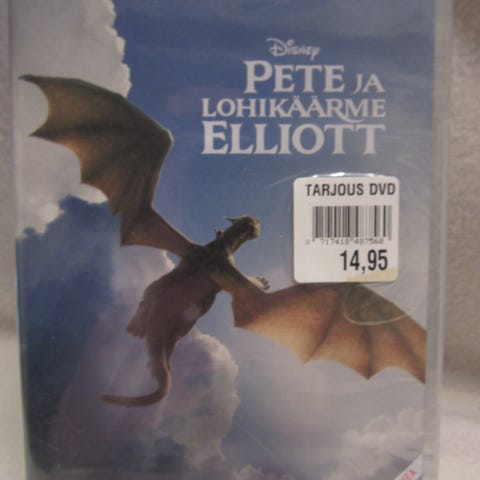 Disney
PETE JA
LOHIKÄÄRME
ELLIOTT
TARJOUS DVD
14,95